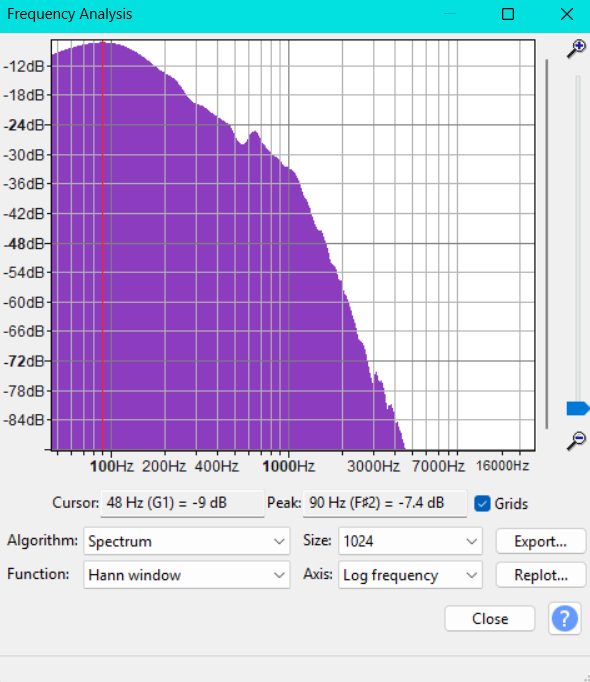 Frequency Analysis
-12dB
-18dB
-24dB
-30dB
-36dB
-42dB
-48dB
-54dB
-60dB
-66dB
-72dB
-78dB
-84dB
100Hz 200Hz 400Hz 1000Hz 3000Hz 7000Hz 16000Hz
Cursor: 48 Hz (G1) = -9 dB Peak: 90 Hz (F♯2) = -7.4 dB Grids
Algorithm: Spectrum Size: 1024 Export...
Function: Hann window Axis: Log frequency Replot...
Close ?